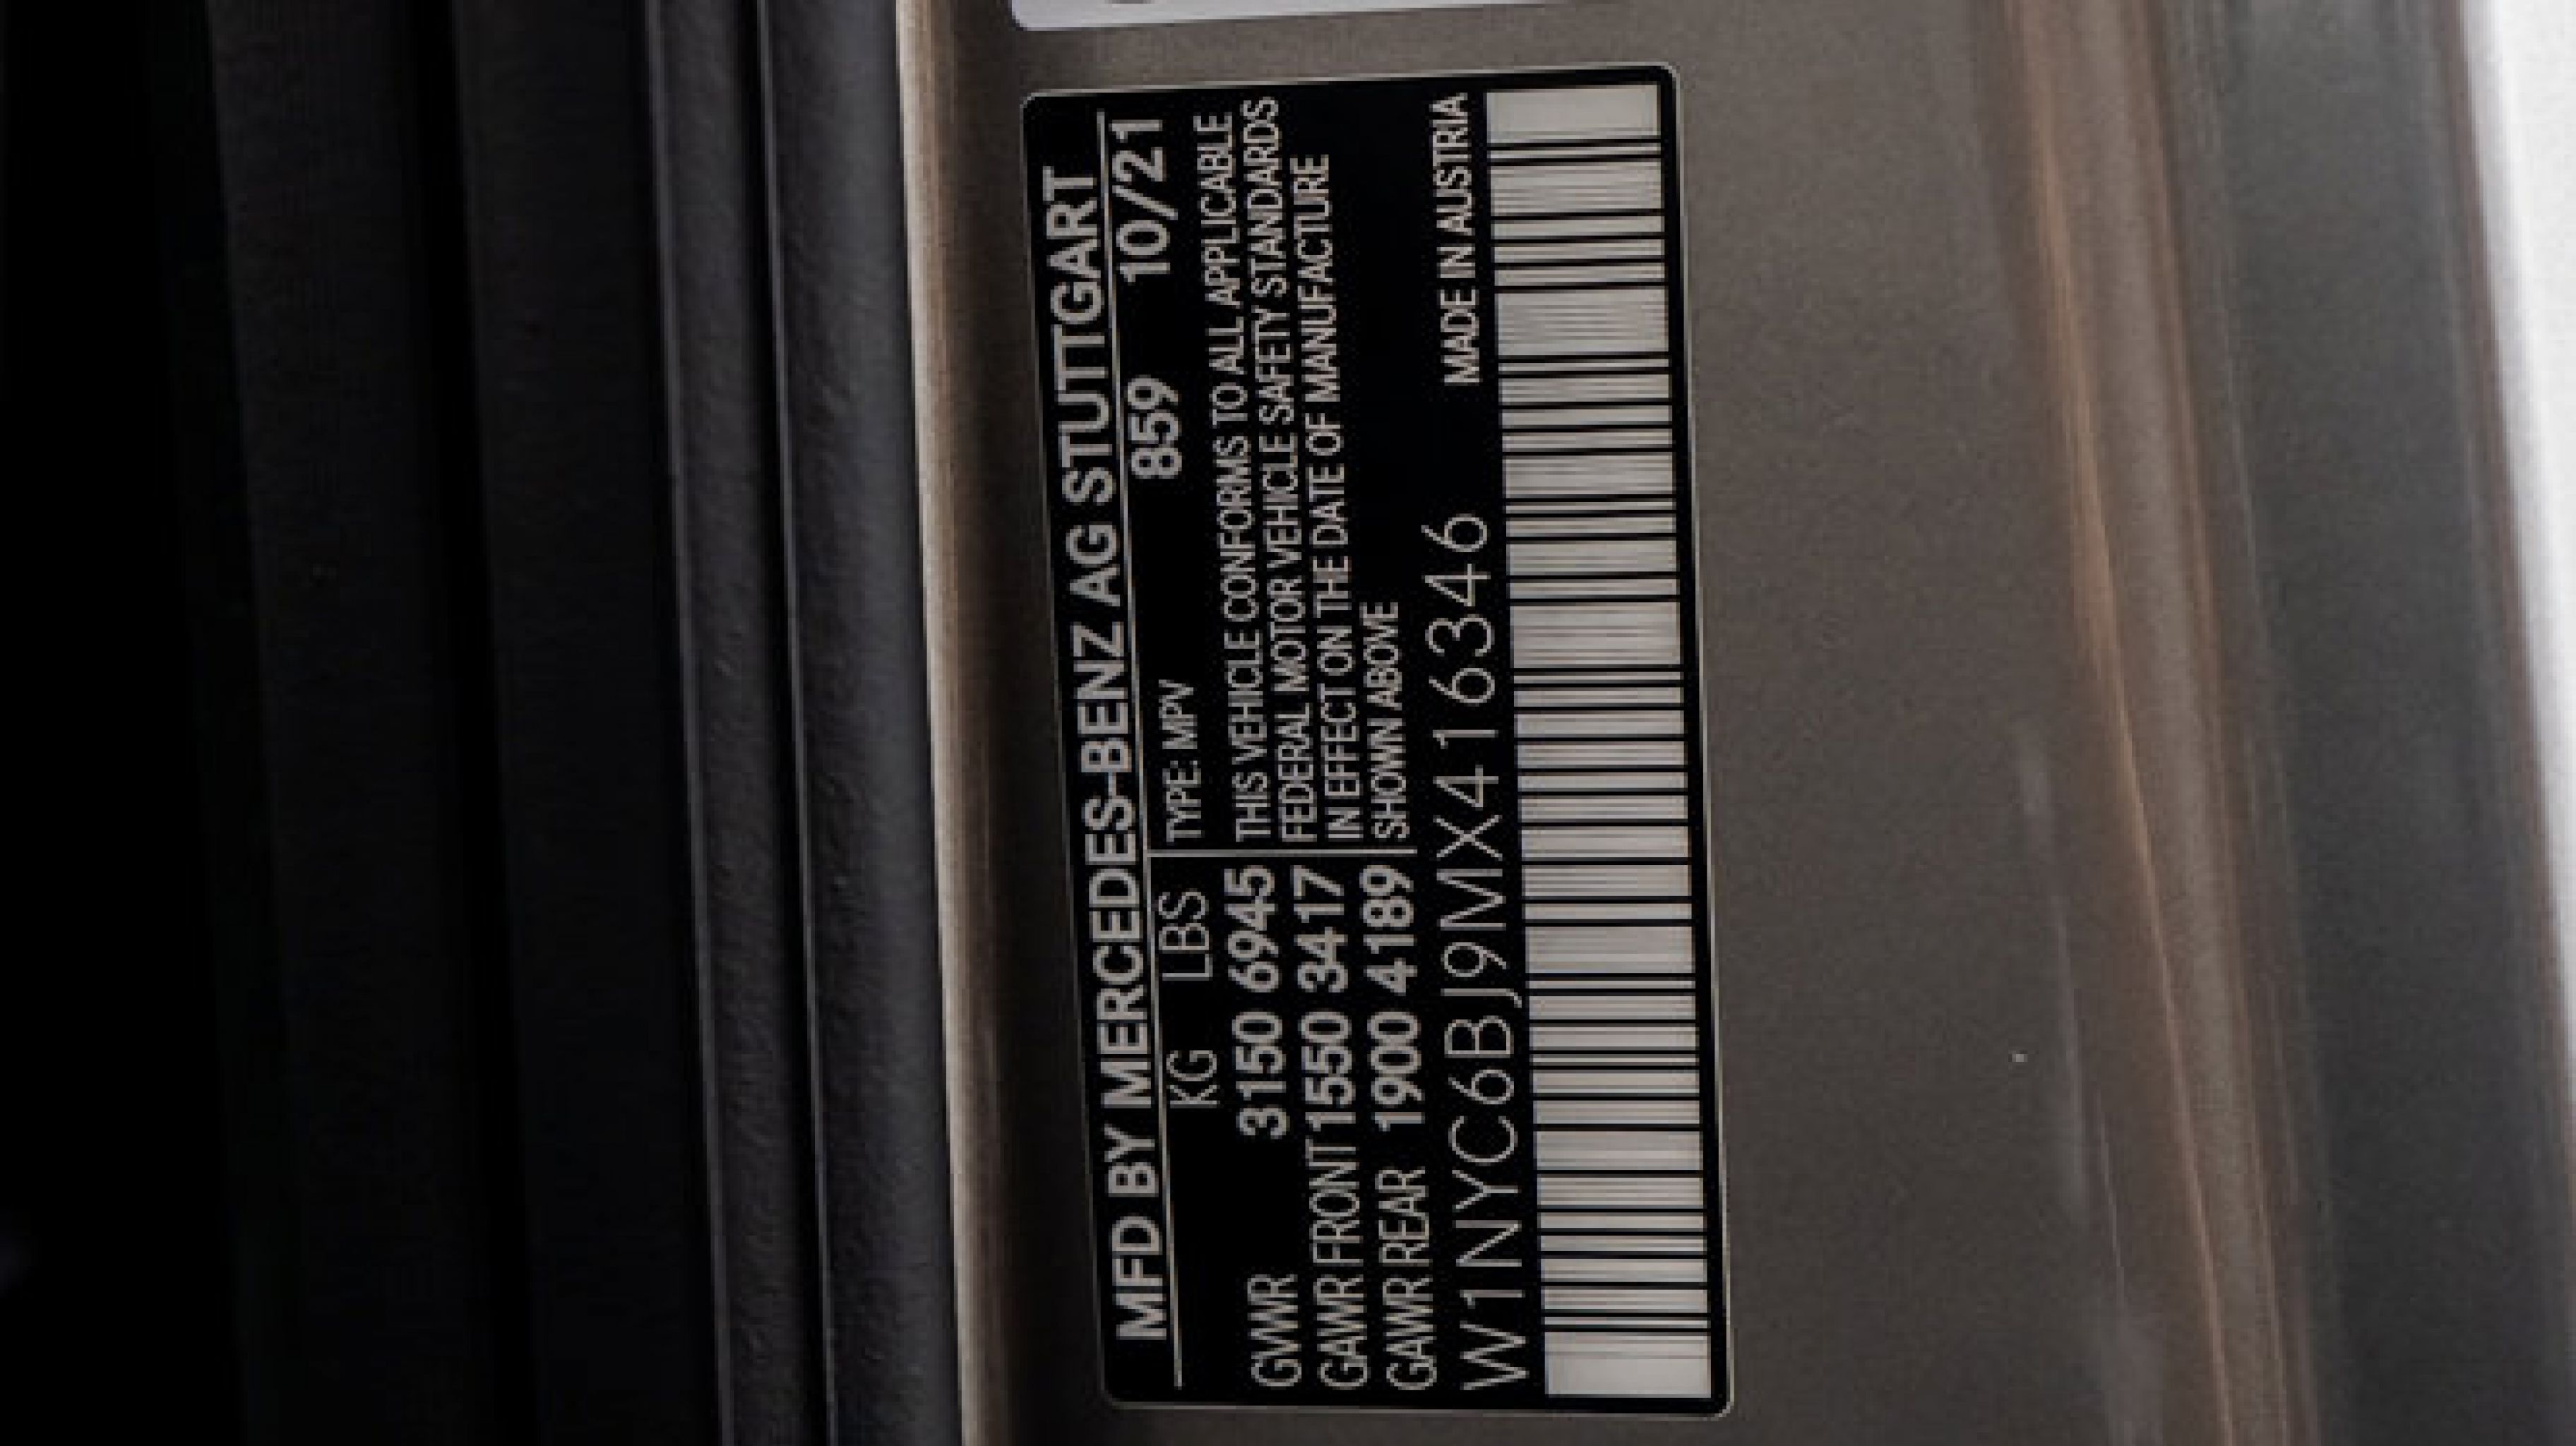 MFD BY MERCEDES-BENZ AG STUTTGART
859 10/21
KG LBS
TYPE: MPV
GVWR 3150 6945
GAWR FRONT 1550 3417
GAWR REAR 1900 4189
THIS VEHICLE CONFORMS TO ALL APPLICABLE
FEDERAL MOTOR VEHICLE SAFETY STANDARDS
IN EFFECT ON THE DATE OF MANUFACTURE
SHOWN ABOVE
W1NYC6BJ9MX416346
MADE IN AUSTRIA